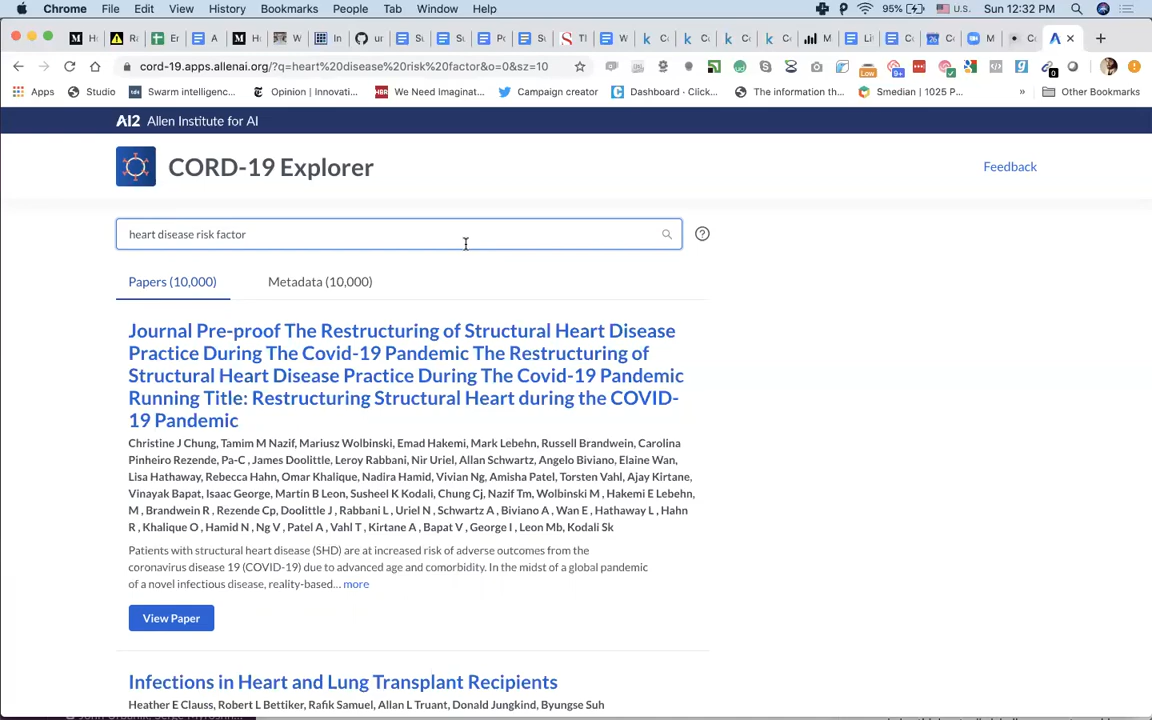 Chrome File Edit View History Bookmarks People Tab Window Help 95% U.S. Sun 12:32 PM
cord-19.apps.allenai.org/?q=heart%20disease%20risk%20factor&o=0&sz=10
Low 9+ 0
Apps Studio Swarm intelligenc... Opinion | Innovati... We Need Imaginat... Campaign creator Dashboard · Click... The information th... Smedian | 1025 P... » Other Bookmarks
AI2 Allen Institute for AI
CORD-19 Explorer
Feedback
heart disease risk factor
Papers (10,000) Metadata (10,000)
Journal Pre-proof The Restructuring of Structural Heart Disease
Practice During The Covid-19 Pandemic The Restructuring of
Structural Heart Disease Practice During The Covid-19 Pandemic
Running Title: Restructuring Structural Heart during the COVID-
19 Pandemic
Christine J Chung, Tamim M Nazif, Mariusz Wolbinski, Emad Hakemi, Mark Lebehn, Russell Brandwein, Carolina
Pinheiro Rezende, Pa-C , James Doolittle, Leroy Rabbani, Nir Uriel, Allan Schwartz, Angelo Biviano, Elaine Wan,
Lisa Hathaway, Rebecca Hahn, Omar Khalique, Nadira Hamid, Vivian Ng, Amisha Patel, Torsten Vahl, Ajay Kirtane,
Vinayak Bapat, Isaac George, Martin B Leon, Susheel K Kodali, Chung Cj, Nazif Tm, Wolbinski M , Hakemi E Lebehn,
M , Brandwein R , Rezende Cp, Doolittle J , Rabbani L , Uriel N , Schwartz A , Biviano A , Wan E , Hathaway L , Hahn
R , Khalique O , Hamid N , Ng V , Patel A , Vahl T , Kirtane A , Bapat V , George I , Leon Mb, Kodali Sk
Patients with structural heart disease (SHD) are at increased risk of adverse outcomes from the
coronavirus disease 19 (COVID-19) due to advanced age and comorbidity. In the midst of a global pandemic
of a novel infectious disease, reality-based... more
View Paper
Infections in Heart and Lung Transplant Recipients
Heather E Clauss, Robert L Bettiker, Rafik Samuel, Allan L Truant, Donald Jungkind, Byungse Suh